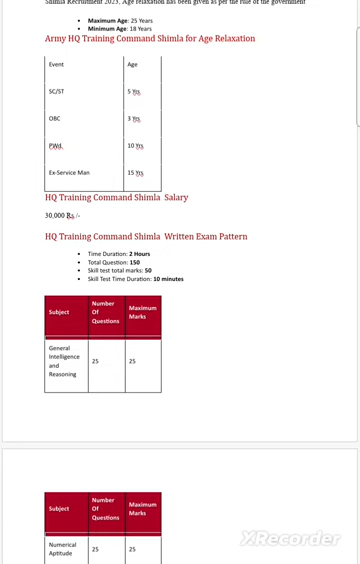 Shimla Recruitment 2023, Age relaxation has been given as per the rule of the government
Maximum Age: 25 Years
Minimum Age: 18 Years
Army HQ Training Command Shimla for Age Relaxation
Event Age
SC/ST 5 Yrs.
OBC 3 Yrs.
PWd. 10 Yrs
Ex-Service Man 15 Yrs
HQ Training Command Shimla Salary
30,000 Rs./-
HQ Training Command Shimla Written Exam Pattern
Time Duration: 2 Hours
Total Question: 150
Skill test total marks: 50
Skill Test Time Duration: 10 minutes
Subject Number Of Questions Maximum Marks
General Intelligence and Reasoning 25 25
Subject Number Of Questions Maximum Marks
Numerical Aptitude 25 25
XRecorder